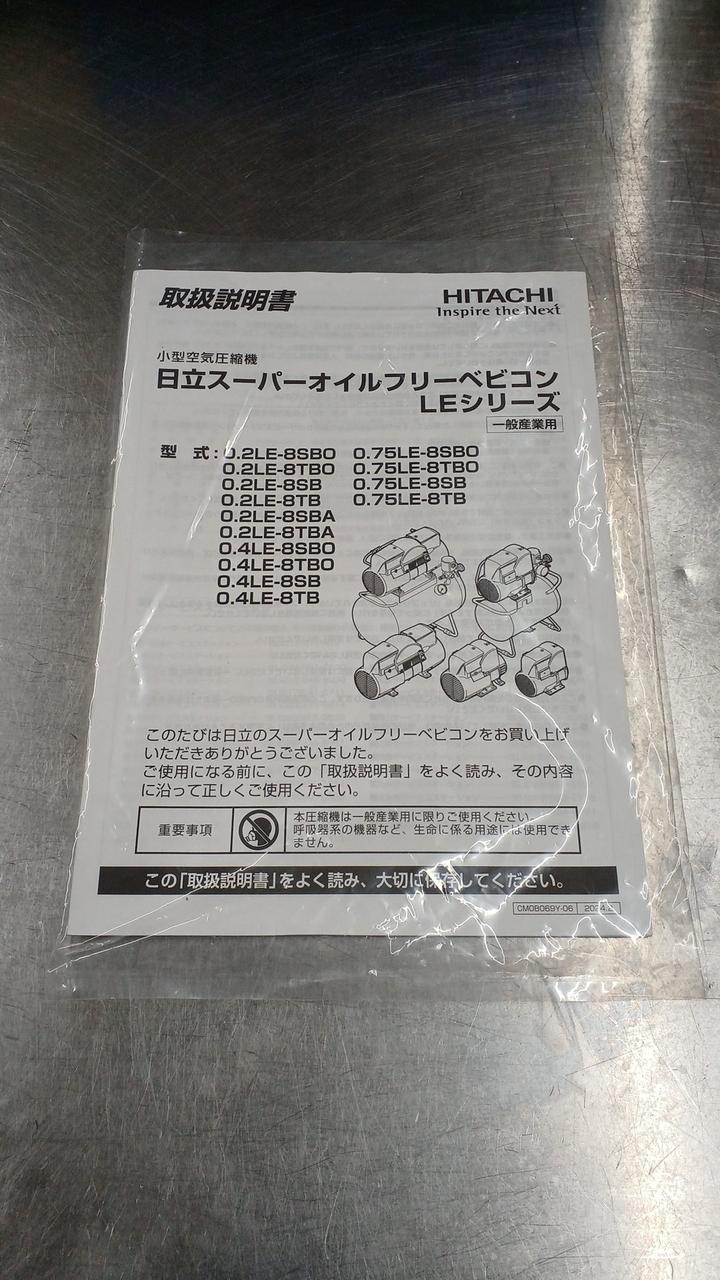 取扱説明書
HITACHI
Inspire the Next
小型空気圧縮機
日立スーパーオイルフリーベビコン
LEシリーズ
一般産業用
型 式：0.2LE-8SBO 0.75LE-8SBO
0.2LE-8TBO 0.75LE-8TBO
0.2LE-8SB 0.75LE-8SB
0.2LE-8TB 0.75LE-8TB
0.2LE-8SBA
0.2LE-8TBA
0.4LE-8SBO
0.4LE-8TBO
0.4LE-8SB
0.4LE-8TB
このたびは日立のスーパーオイルフリーベビコンをお買い上げ
いただきありがとうございました。
ご使用になる前に、この「取扱説明書」をよく読み、その内容
に沿って正しくご使用ください。
重要事項
本圧縮機は一般産業用に限りご使用ください。
呼吸器系の機器など、生命に係る用途には使用でき
ません。
この「取扱説明書」をよく読み、大切に保存してください。
CM0B069Y-06